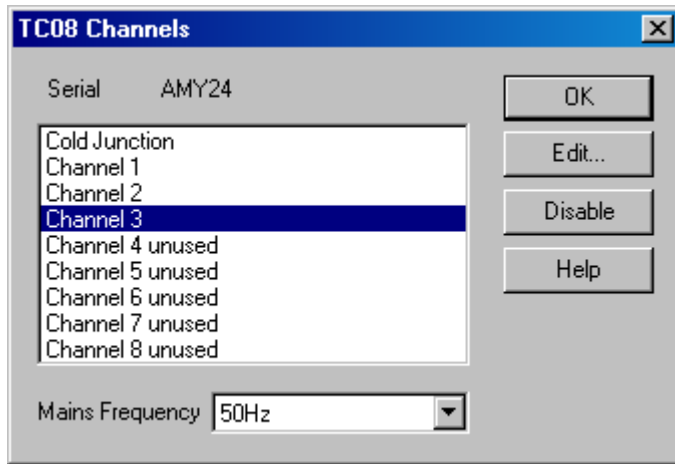 TC08 Channels
Serial AMY24
OK
Cold Junction
Channel 1
Channel 2
Channel 3
Channel 4 unused
Channel 5 unused
Channel 6 unused
Channel 7 unused
Channel 8 unused
Edit...
Disable
Help
Mains Frequency 50Hz